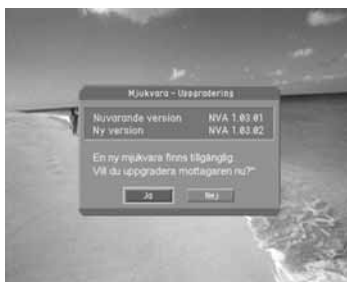 Mjukvara - Uppgradering
Nuvarande version NVA 1.03.01
Ny version NVA 1.03.02
En ny mjukvara finns tillgänglig.
Vill du uppgradera mottagaren nu?"
Ja Nej